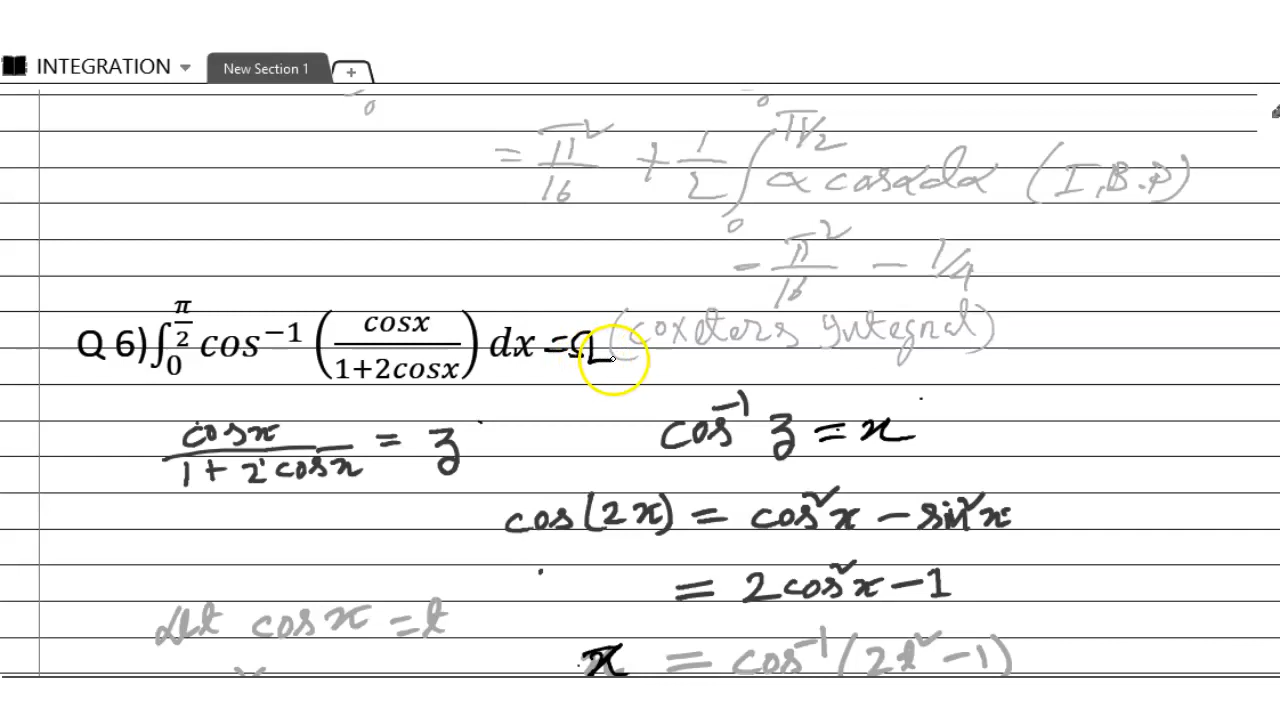 INTEGRATION New Section 1 +
0 0
= π²/16 + 1/2 ∫₀^π/2 α cosα dα (I.B.P)
- π²/16 - 1/4
Q 6) ∫₀^π/2 cos⁻¹ (cosx / 1+2cosx) dx = Ω (coxeters Integral)
cosx / 1 + 2cosx = z cos⁻¹ z = x
cos(2x) = cos²x - sin²x
= 2cos²x - 1
Let cosx = t
x = cos⁻¹(2t² - 1)